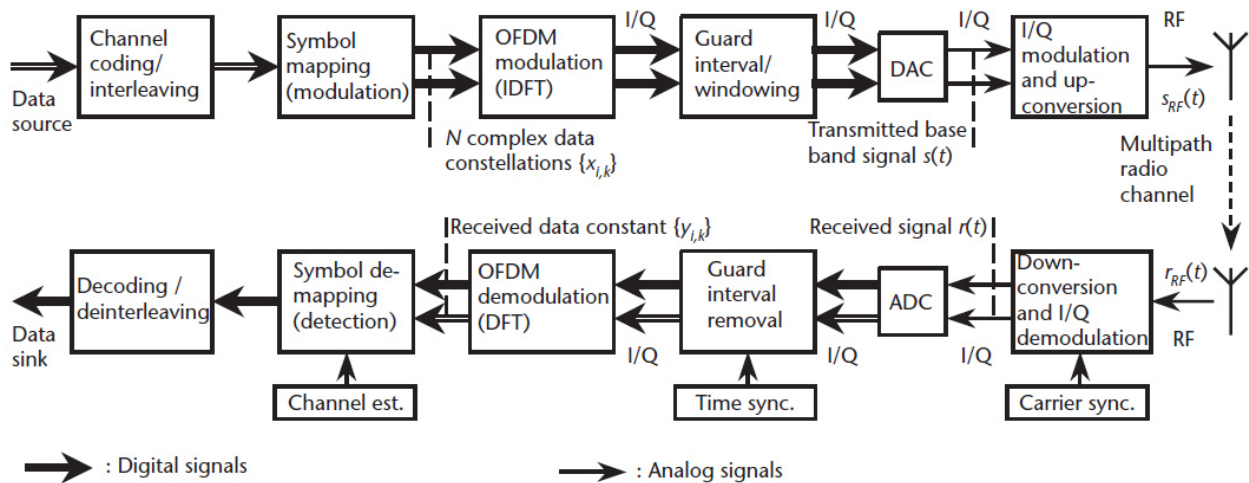 Channel
coding/
interleaving
Data
source
Symbol
mapping
(modulation)
N complex data
constellations {x_{i,k}}
OFDM
modulation
(IDFT)
I/Q
Guard
interval/
windowing
I/Q
DAC
Transmitted base
band signal s(t)
I/Q
I/Q
modulation
and up-
conversion
RF
s_{RF}(t)
Multipath
radio
channel
r_{RF}(t)
RF
Down-
conversion
and I/Q
demodulation
Carrier sync.
Received signal r(t)
I/Q
ADC
I/Q
Guard
interval
removal
Time sync.
I/Q
Received data constant {y_{i,k}}
OFDM
demodulation
(DFT)
Symbol de-
mapping
(detection)
Channel est.
Decoding /
deinterleaving
Data
sink
: Digital signals
: Analog signals